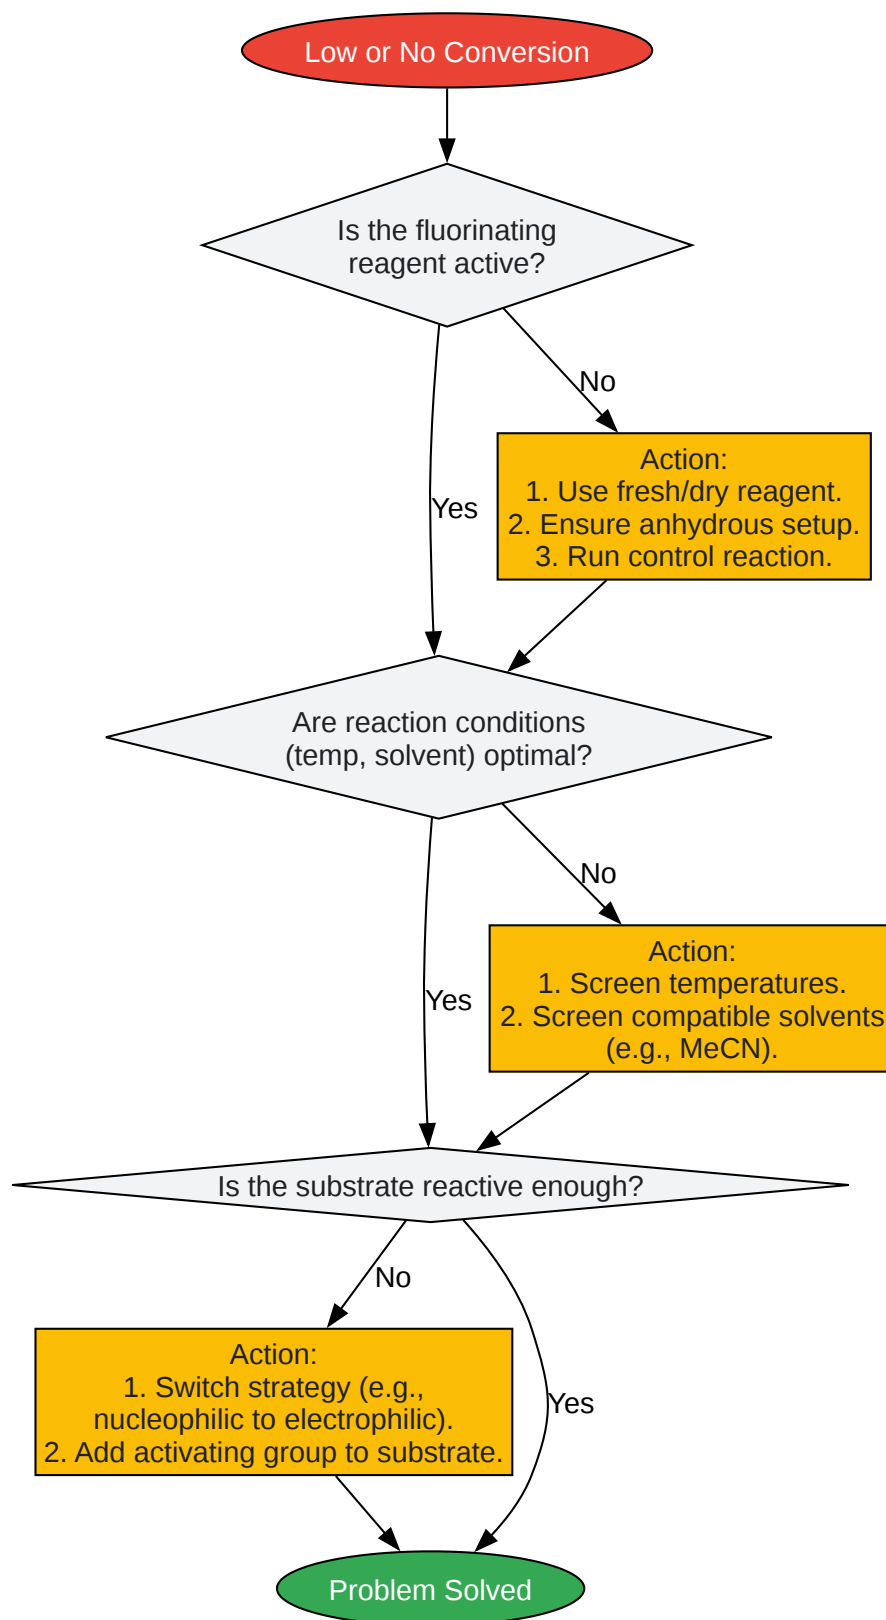 Low or No Conversion
Is the fluorinating
reagent active?
No
Action:
1. Use fresh/dry reagent.
2. Ensure anhydrous setup.
3. Run control reaction.
Yes
Are reaction conditions
(temp, solvent) optimal?
No
Action:
1. Screen temperatures.
2. Screen compatible solvents
(e.g., MeCN).
Yes
Is the substrate reactive enough?
No
Action:
1. Switch strategy (e.g.,
nucleophilic to electrophilic).
2. Add activating group to substrate.
Yes
Problem Solved